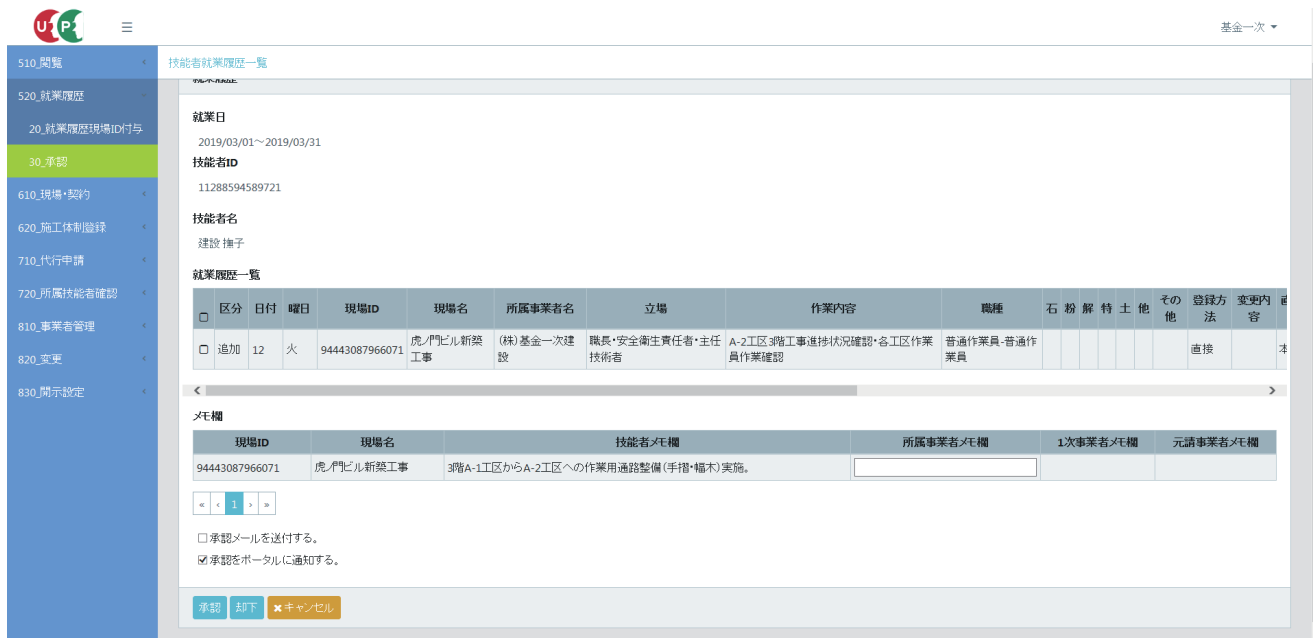 UP
基金一次
510_閲覧
520_就業履歴
20_就業履歴現場ID付与
30_承認
610_現場・契約
620_施工体制登録
710_代行申請
720_所属技能者確認
810_事業者管理
820_変更
830_開示設定
技能者就業履歴一覧
就業履歴
就業日
2019/03/01～2019/03/31
技能者ID
11288594589721
技能者名
建設 撫子
就業履歴一覧
区分 日付 曜日 現場ID 現場名 所属事業者名 立場 作業内容 職種 石 粉 解 特 土 他 その他 登録方法 変更内容
追加 12 火 94443087966071 虎ノ門ビル新築工事 (株)基金一次建設 職長・安全衛生責任者・主任技術者 A-2工区3階工事進捗状況確認・各工区作業員作業確認 普通作業員-普通作業員 直接 本
メモ欄
現場ID 現場名 技能者メモ欄 所属事業者メモ欄 1次事業者メモ欄 元請事業者メモ欄
94443087966071 虎ノ門ビル新築工事 3階A-1工区からA-2工区への作業用通路整備(手摺・幅木)実施。
« ‹ 1 › »
承認メールを送付する。
承認をポータルに通知する。
承認 却下 キャンセル